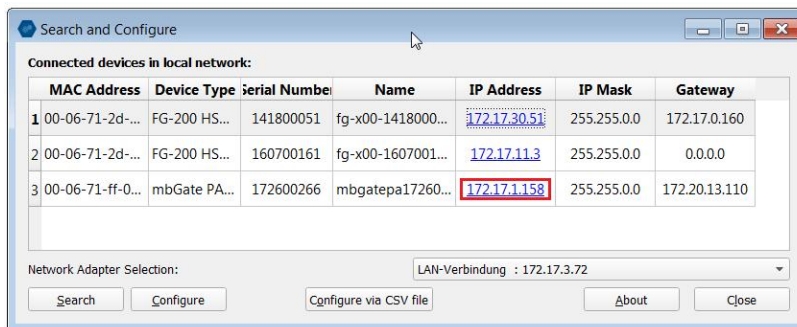 Search and Configure
Connected devices in local network:
MAC Address Device Type Serial Number Name IP Address IP Mask Gateway
1 00-06-71-2d-... FG-200 HS... 141800051 fg-x00-1418000... 172.17.30.51 255.255.0.0 172.17.0.160
2 00-06-71-2d-... FG-200 HS... 160700161 fg-x00-1607001... 172.17.11.3 255.255.0.0 0.0.0.0
3 00-06-71-ff-0... mbGate PA... 172600266 mbgatepa17260... 172.17.1.158 255.255.0.0 172.20.13.110
Network Adapter Selection: LAN-Verbindung : 172.17.3.72
Search Configure Configure via CSV file About Close